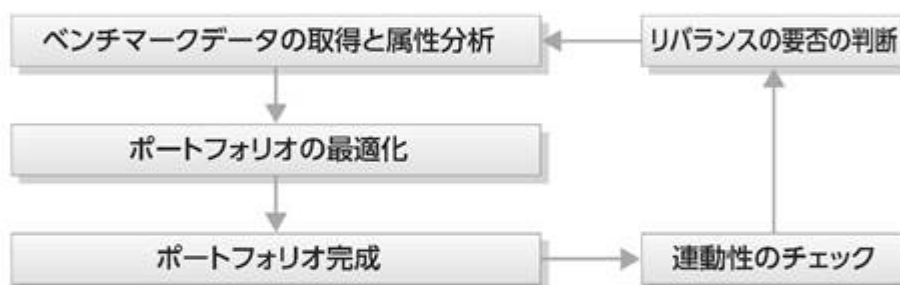 ベンチマークデータの取得と属性分析
リバランスの要否の判断
ポートフォリオの最適化
ポートフォリオ完成
連動性のチェック